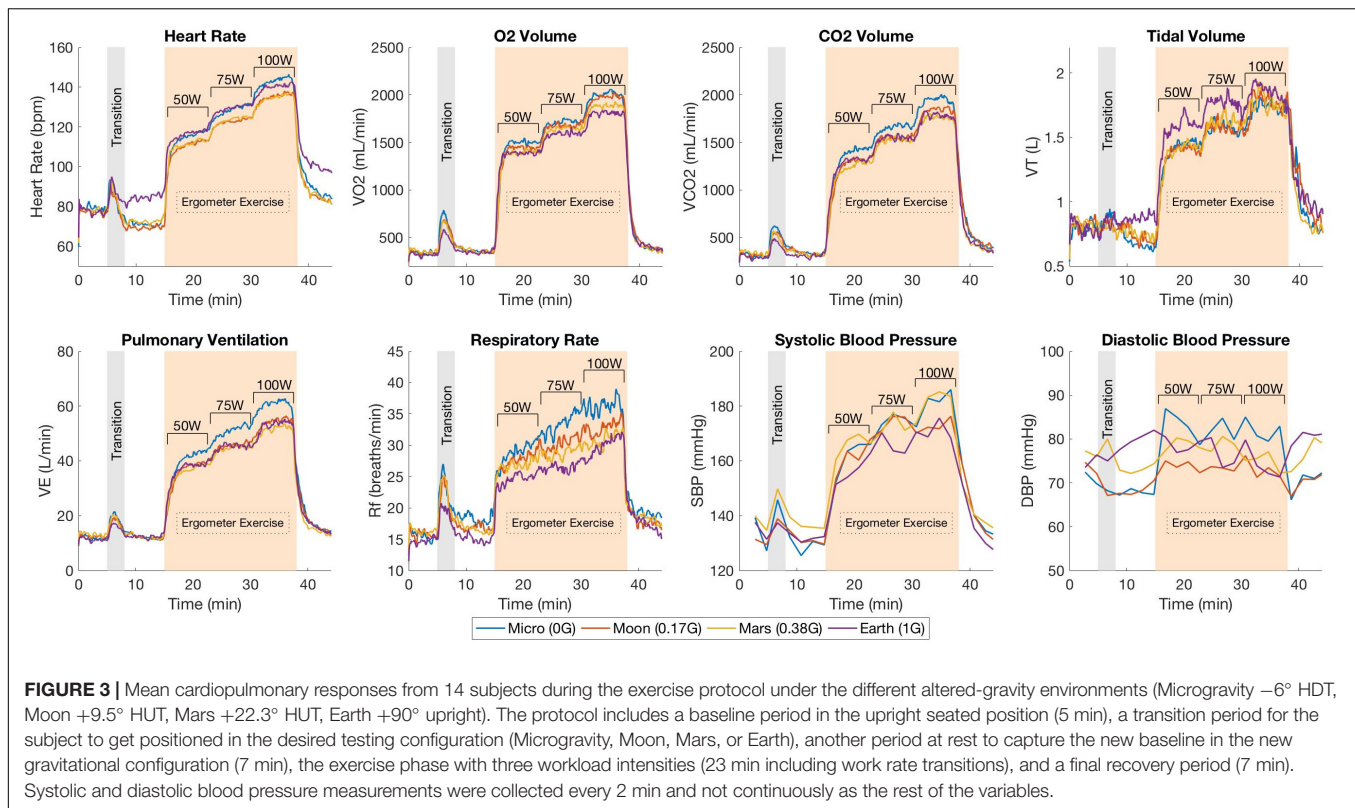 Heart Rate
160
140
120
100
80
60
Heart Rate (bpm)
0 10 20 30 40
Time (min)
Transition
50W
75W
100W
Ergometer Exercise
O2 Volume
2500
2000
1500
1000
500
VO2 (mL/min)
0 10 20 30 40
Time (min)
Transition
50W
75W
100W
Ergometer Exercise
CO2 Volume
2500
2000
1500
1000
500
VCO2 (mL/min)
0 10 20 30 40
Time (min)
Transition
50W
75W
100W
Ergometer Exercise
Tidal Volume
2
1.5
1
0.5
VT (L)
0 10 20 30 40
Time (min)
Transition
50W
75W
100W
Ergometer Exercise
Pulmonary Ventilation
80
60
40
20
0
VE (L/min)
0 10 20 30 40
Time (min)
Transition
50W
75W
100W
Ergometer Exercise
Respiratory Rate
45
40
35
30
25
20
15
10
Rf (breaths/min)
0 10 20 30 40
Time (min)
Transition
50W
75W
100W
Ergometer Exercise
Systolic Blood Pressure
200
180
160
140
120
SBP (mmHg)
0 10 20 30 40
Time (min)
Transition
50W
75W
100W
Ergometer Exercise
Diastolic Blood Pressure
100
90
80
70
60
50
DBP (mmHg)
0 10 20 30 40
Time (min)
Transition
50W
75W
100W
Ergometer Exercise
Micro (0G) Moon (0.17G) Mars (0.38G) Earth (1G)
FIGURE 3 | Mean cardiopulmonary responses from 14 subjects during the exercise protocol under the different altered-gravity environments (Microgravity −6° HDT,
Moon +9.5° HUT, Mars +22.3° HUT, Earth +90° upright). The protocol includes a baseline period in the upright seated position (5 min), a transition period for the
subject to get positioned in the desired testing configuration (Microgravity, Moon, Mars, or Earth), another period at rest to capture the new baseline in the new
gravitational configuration (7 min), the exercise phase with three workload intensities (23 min including work rate transitions), and a final recovery period (7 min).
Systolic and diastolic blood pressure measurements were collected every 2 min and not continuously as the rest of the variables.